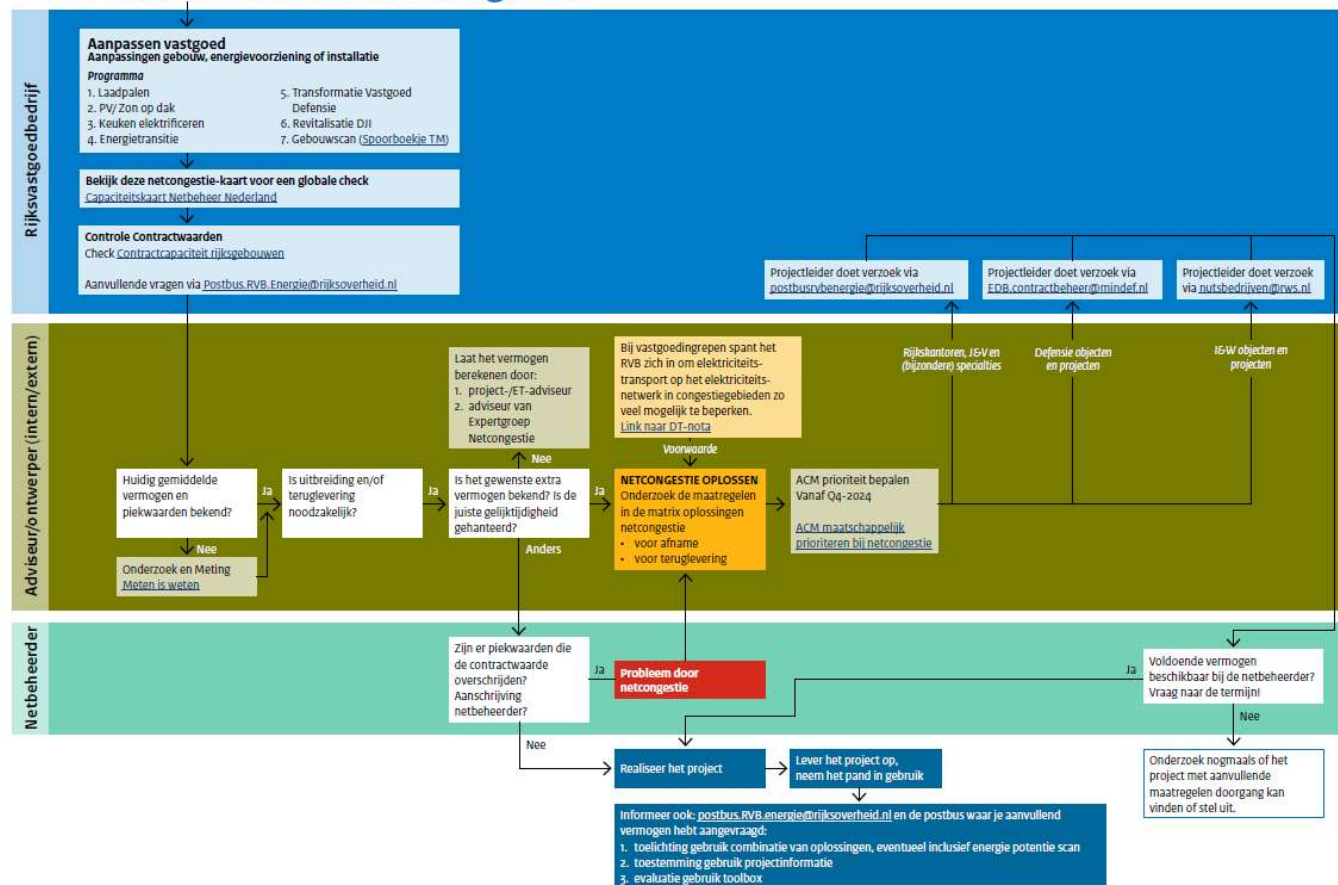 Rijksvastgoedbedrijf
Aanpassen vastgoed
Aanpassingen gebouw, energievoorziening of installatie
Programma
1. Laadpalen
2. PV/ Zon op dak
3. Keuken elektrificeren
4. Energietransitie
5. Transformatie Vastgoed
Defensie
6. Revitalisatie DJI
7. Gebouwscan (Spoorboekje TM)
Bekijk deze netcongestie-kaart voor een globale check
Capaciteitskaart Netbeheer Nederland
Controle Contractwaarden
Check Contractcapaciteit rijksgebouwen
Aanvullende vragen via Postbus.RVB.Energie@rijksoverheid.nl
Projectleider doet verzoek via
postbusrvbenergie@rijksoverheid.nl
Projectleider doet verzoek via
EDB.contractbeheer@mindef.nl
Projectleider doet verzoek
via nutsbedrijven@rws.nl
Adviseur/ontwerper (intern/extern)
Laat het vermogen
berekenen door:
1. project-/ET-adviseur
2. adviseur van
Expertgroep
Netcongestie
Bij vastgoedingrepen spant het
RVB zich in om elektriciteits-
transport op het elektriciteits-
netwerk in congestiegebieden zo
veel mogelijk te beperken.
Link naar DT-nota
Rijkskantoren, J&V en
(bijzondere) specialties
Defensie objecten
en projecten
I&W objecten en
projecten
Nee
Voorwaarde
Huidig gemiddelde
vermogen en
piekwaarden bekend?
Ja
Is uitbreiding en/of
teruglevering
noodzakelijk?
Ja
Is het gewenste extra
vermogen bekend? Is de
juiste gelijktijdigheid
gehanteerd?
Ja
NETCONGESTIE OPLOSSEN
Onderzoek de maatregelen
in de matrix oplossingen
netcongestie
• voor afname
• voor teruglevering
ACM prioriteit bepalen
Vanaf Q4-2024
ACM maatschappelijk
prioriteren bij netcongestie
Nee
Anders
Onderzoek en Meting
Meten is weten
Netbeheerder
Zijn er piekwaarden die
de contractwaarde
overschrijden?
Aanschrijving
netbeheerder?
Ja
Probleem door
netcongestie
Ja
Voldoende vermogen
beschikbaar bij de netbeheerder?
Vraag naar de termijn!
Nee
Nee
Realiseer het project
Lever het project op,
neem het pand in gebruik
Onderzoek nogmaals of het
project met aanvullende
maatregelen doorgang kan
vinden of stel uit.
Informeer ook: postbus.RVB.energie@rijksoverheid.nl en de postbus waar je aanvullend
vermogen hebt aangevraagd:
1. toelichting gebruik combinatie van oplossingen, eventueel inclusief energie potentie scan
2. toestemming gebruik projectinformatie
3. evaluatie gebruik toolbox